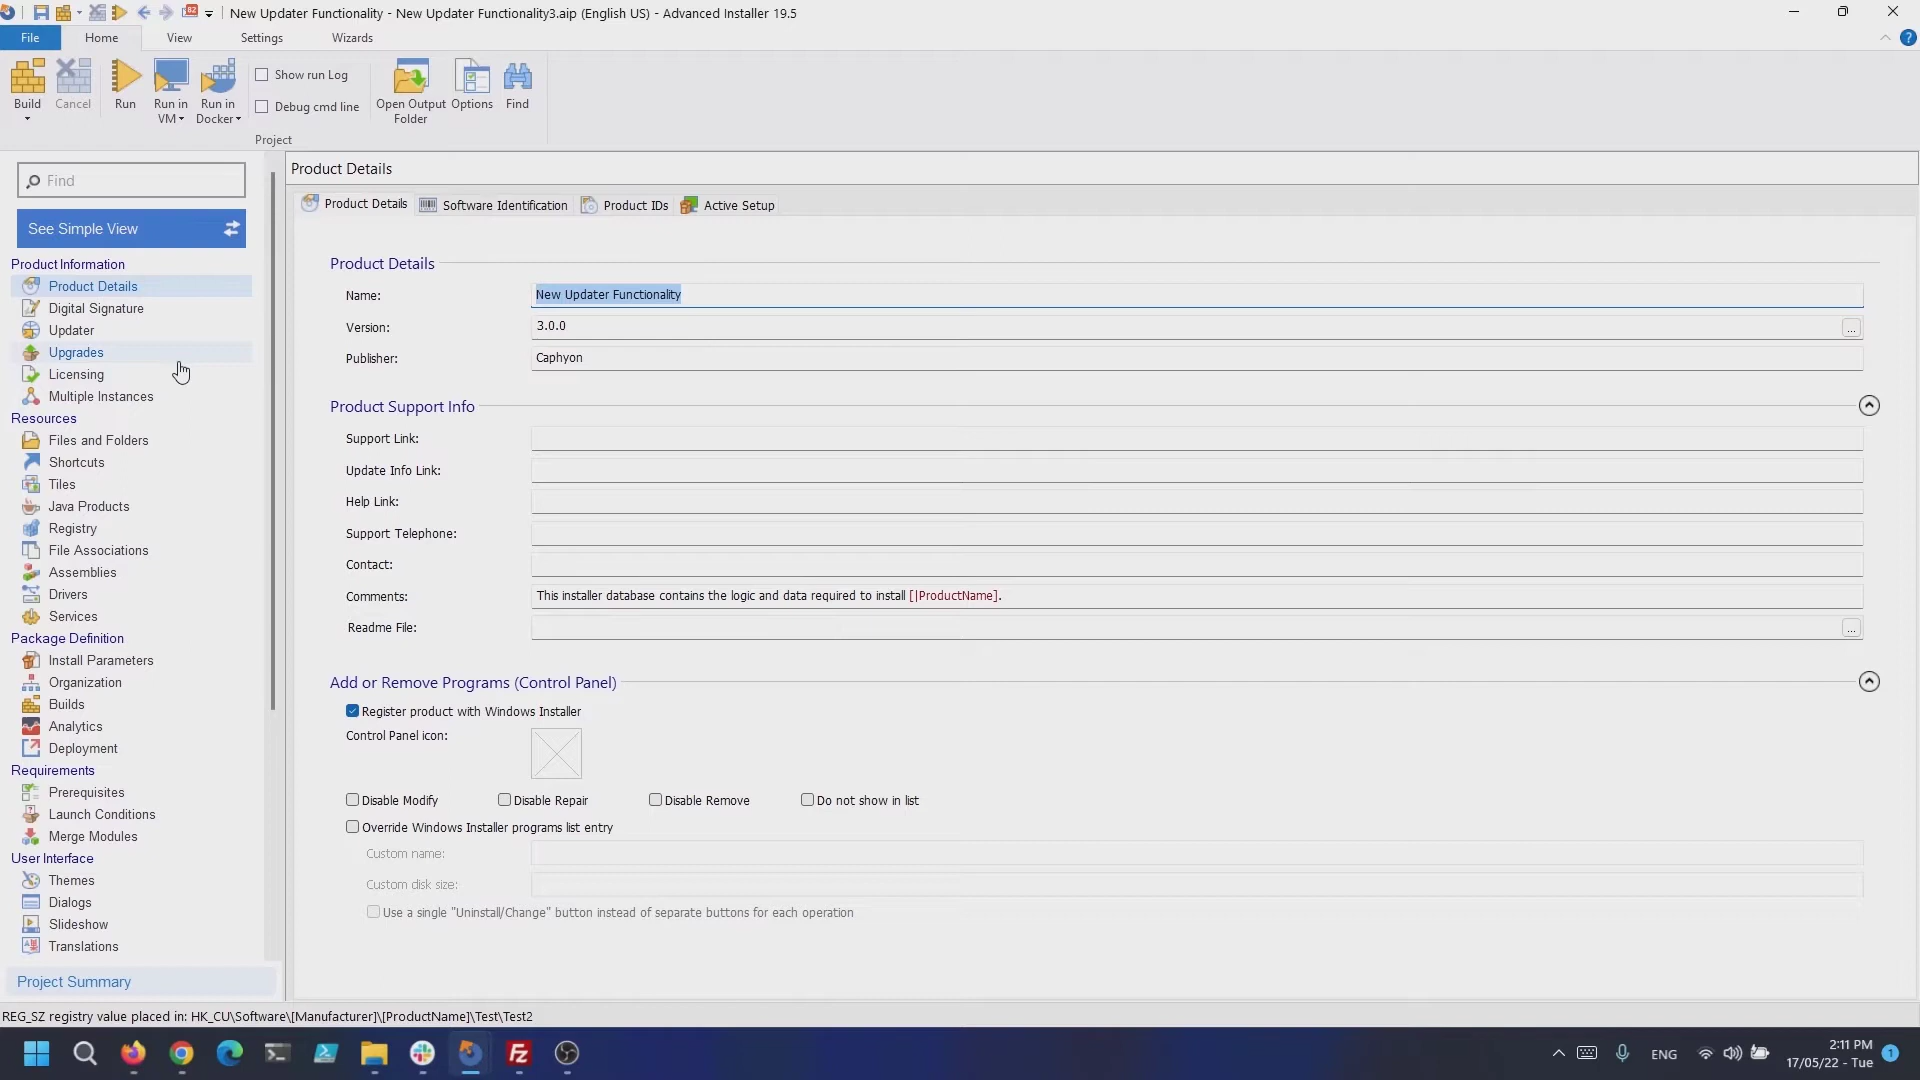 New Updater Functionality - New Updater Functionality3.aip (English US) - Advanced Installer 19.5
82
File
Home
View
Settings
Wizards
Build
Cancel
Run
Run in VM
Run in Docker
Show run Log
Debug cmd line
Open Output Folder
Options
Find
Project
Find
See Simple View
Product Information
Product Details
Digital Signature
Updater
Upgrades
Licensing
Multiple Instances
Resources
Files and Folders
Shortcuts
Tiles
Java Products
Registry
File Associations
Assemblies
Drivers
Services
Package Definition
Install Parameters
Organization
Builds
Analytics
Deployment
Requirements
Prerequisites
Launch Conditions
Merge Modules
User Interface
Themes
Dialogs
Slideshow
Translations
Project Summary
Product Details
Product Details
Software Identification
Product IDs
Active Setup
Product Details
Name: New Updater Functionality
Version: 3.0.0 ...
Publisher: Caphyon
Product Support Info
Support Link:
Update Info Link:
Help Link:
Support Telephone:
Contact:
Comments: This installer database contains the logic and data required to install [|ProductName].
Readme File: ...
Add or Remove Programs (Control Panel)
Register product with Windows Installer
Control Panel icon:
Disable Modify
Disable Repair
Disable Remove
Do not show in list
Override Windows Installer programs list entry
Custom name:
Custom disk size:
Use a single "Uninstall/Change" button instead of separate buttons for each operation
REG_SZ registry value placed in: HK_CU\Software\[Manufacturer]\[ProductName]\Test\Test2
ENG
2:11 PM
17/05/22 - Tue
1